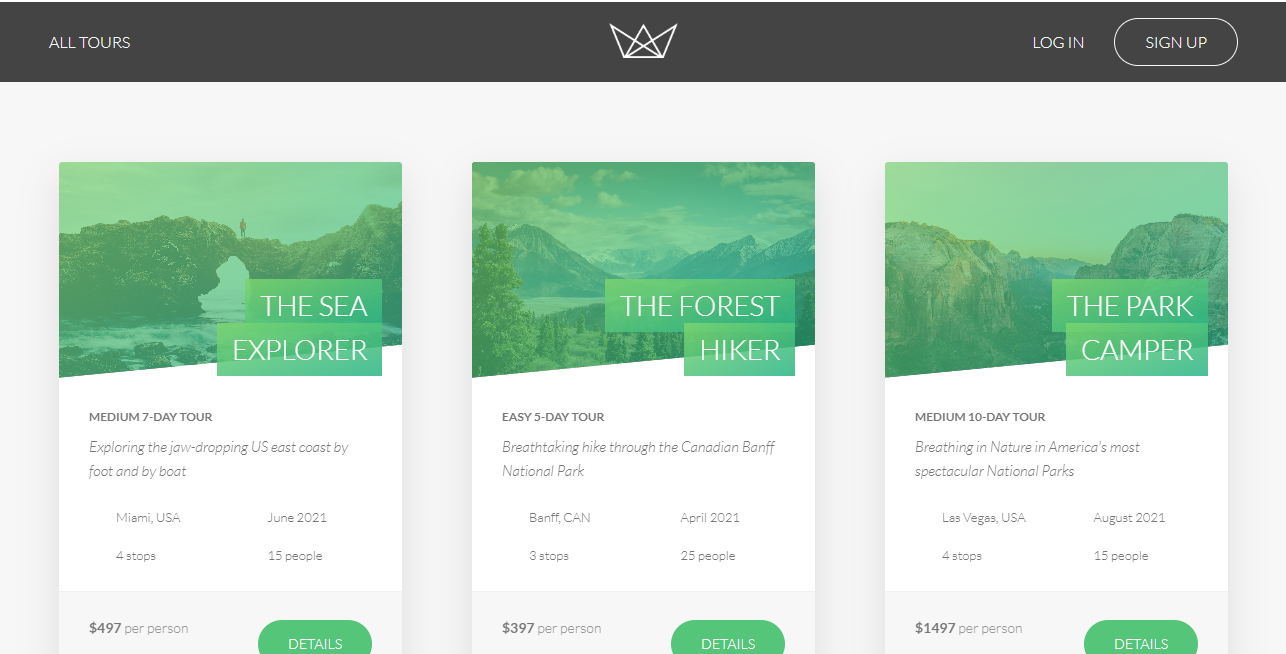 ALL TOURS
LOG IN
SIGN UP
THE SEA
EXPLORER
MEDIUM 7-DAY TOUR
Exploring the jaw-dropping US east coast by
foot and by boat
Miami, USA
June 2021
4 stops
15 people
$497 per person
DETAILS
THE FOREST
HIKER
EASY 5-DAY TOUR
Breathtaking hike through the Canadian Banff
National Park
Banff, CAN
April 2021
3 stops
25 people
$397 per person
DETAILS
THE PARK
CAMPER
MEDIUM 10-DAY TOUR
Breathing in Nature in America's most
spectacular National Parks
Las Vegas, USA
August 2021
4 stops
15 people
$1497 per person
DETAILS